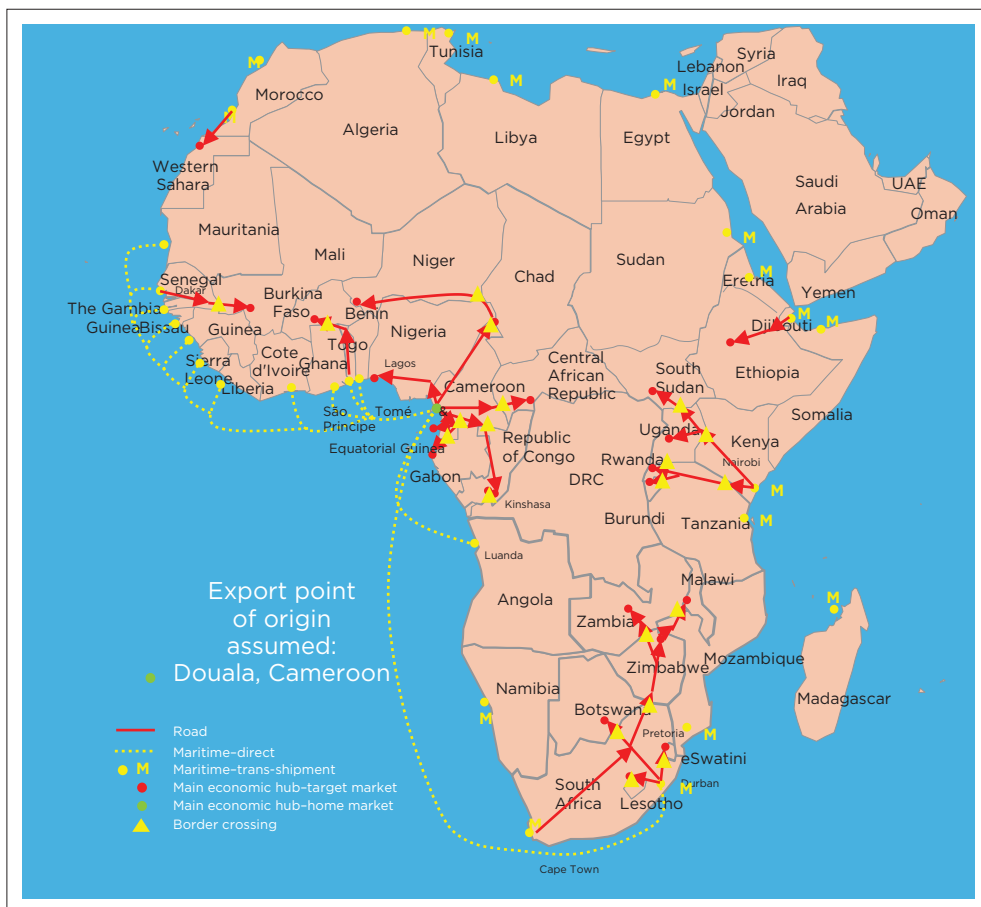 M
M
M
Tunisia
Lebanon
Syria
Israel
Iraq
Jordan
Morocco
Algeria
Libya
M
Egypt
M
Western
Sahara
Saudi
Arabia
UAE
Oman
Mauritania
Mali
Niger
Chad
Sudan
M
Eretria
M
Yemen
Senegal
Dakar
The Gambia
Guinea Bissau
Guinea
Burkina
Faso
Benin
Nigeria
Djibouti
M
M
Ethiopia
Sierra
Leone
Liberia
Cote
d'Ivoire
Ghana
Togo
Lagos
Cameroon
Central
African
Republic
South
Sudan
Somalia
São Tomé &
Principe
Equatorial Guinea
Gabon
Republic
of Congo
DRC
Uganda
Kenya
Rwanda
Nairobi
M
Kinshasa
Burundi
Tanzania
M
Luanda
Angola
Malawi
M
Zambia
Zimbabwe
Mozambique
Madagascar
Export point
of origin
assumed:
Douala, Cameroon
Namibia
M
Botswana
Pretoria
M
eSwatini
South
Africa
Lesotho
Durban
M
M
Cape Town
Road
Maritime–direct
M Maritime–trans-shipment
Main economic hub–target market
Main economic hub–home market
Border crossing